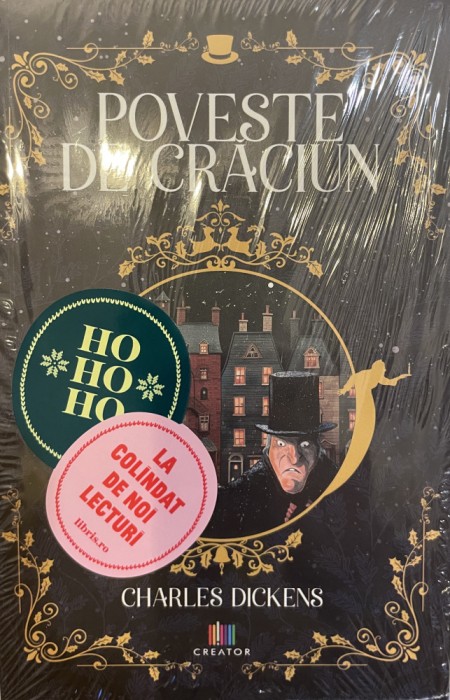 POVESTE
DE CRĂCIUN
HO
HO
HO
LA
COLINDAT
DE NOI
LECTURI
libris.ro
CHARLES DICKENS
CREATOR